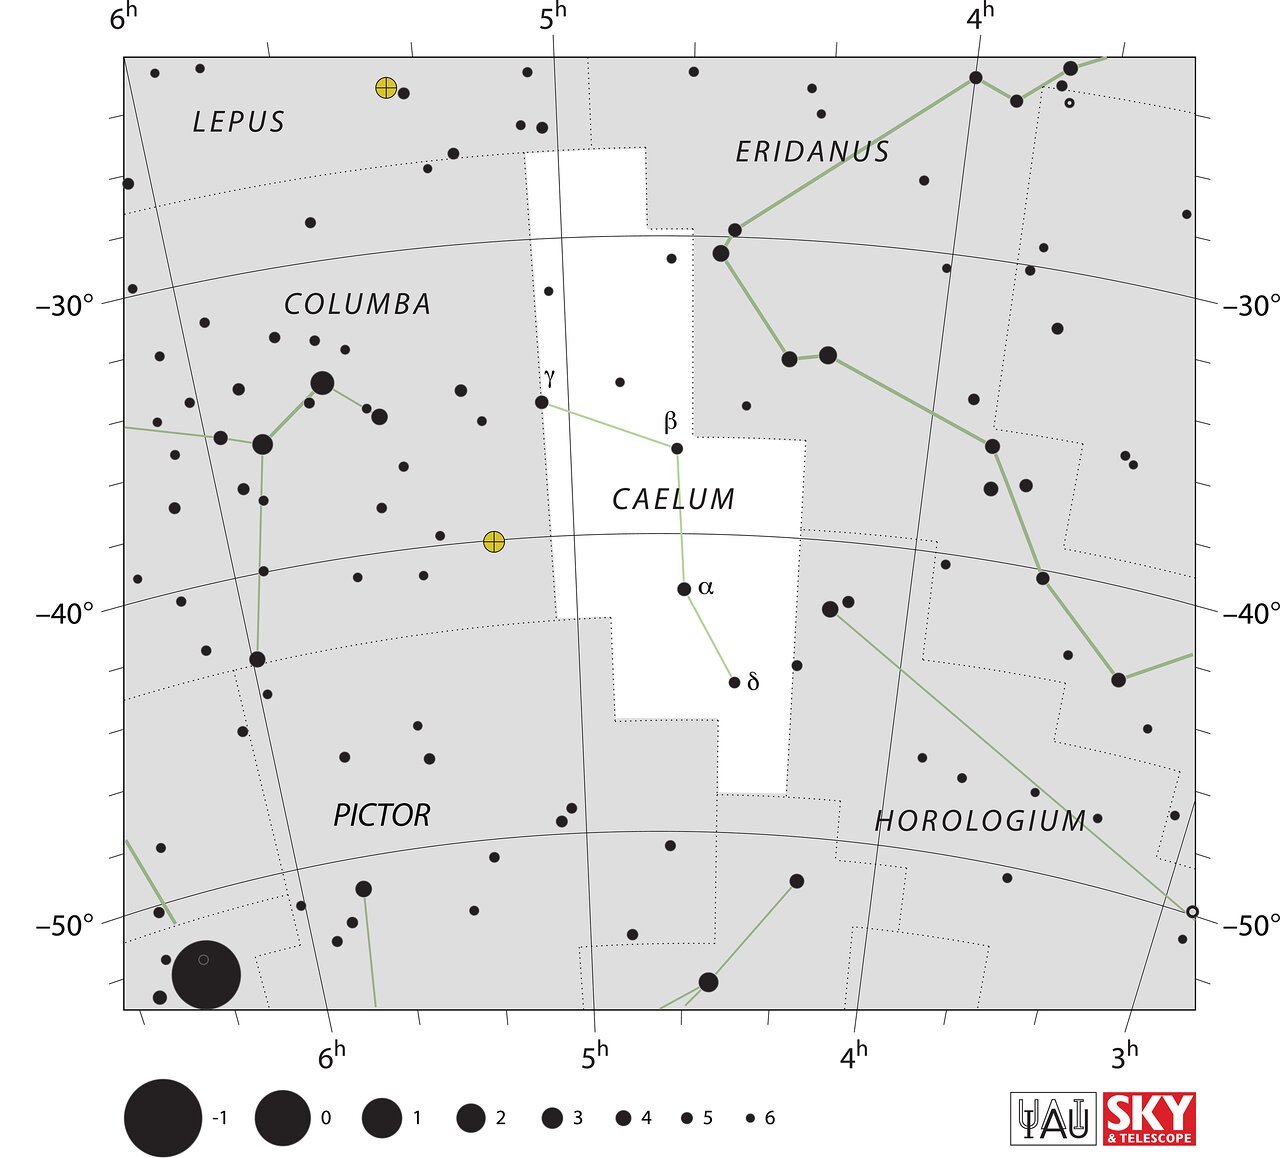 6h 5h 4h
LEPUS
ERIDANUS
–30° COLUMBA –30°
γ
β
CAELUM
α
–40° –40°
δ
PICTOR HOROLOGIUM
–50° –50°
6h 5h 4h 3h
-1 0 1 2 3 4 5 6
IAU SKY
& TELESCOPE